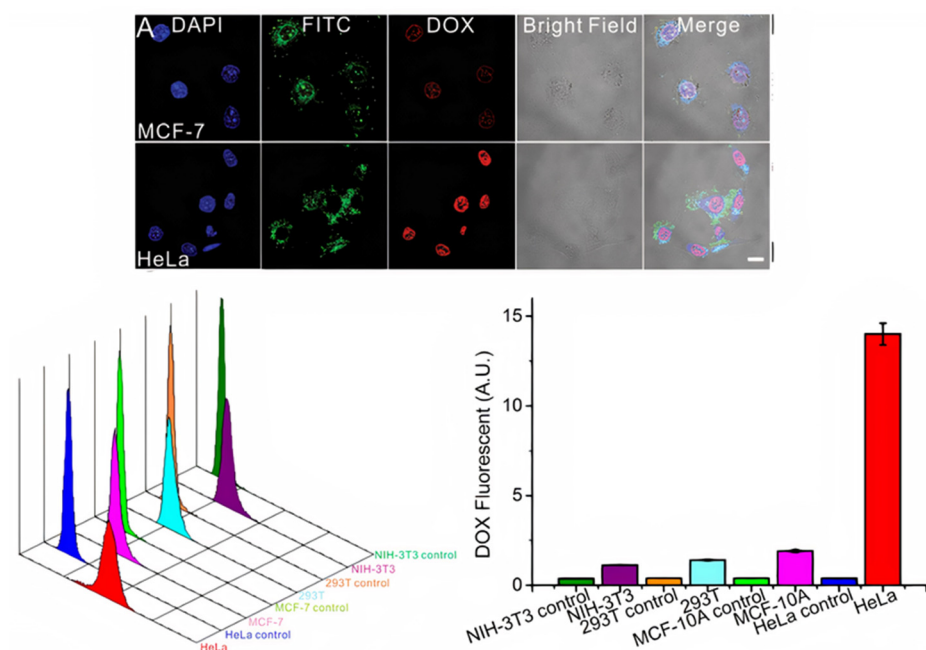 A DAPI FITC DOX Bright Field Merge
MCF-7
HeLa
NIH-3T3 control
NIH-3T3
293T control
293T
MCF-7 control
MCF-7
HeLa control
HeLa
DOX Fluorescent (A.U.)
15
10
5
0
NIH-3T3 control
NIH-3T3
293T control
293T
MCF-10A control
MCF-10A
HeLa control
HeLa